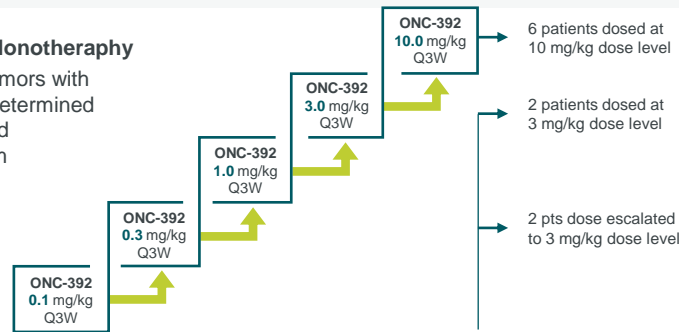 onotheraphy
mors with
etermined
d
ONC-392
0.1 mg/kg
Q3W
ONC-392
0.3 mg/kg
Q3W
ONC-392
1.0 mg/kg
Q3W
ONC-392
3.0 mg/kg
Q3W
ONC-392
10.0 mg/kg
Q3W
6 patients dosed at
10 mg/kg dose level
2 patients dosed at
3 mg/kg dose level
2 pts dose escalated
to 3 mg/kg dose level